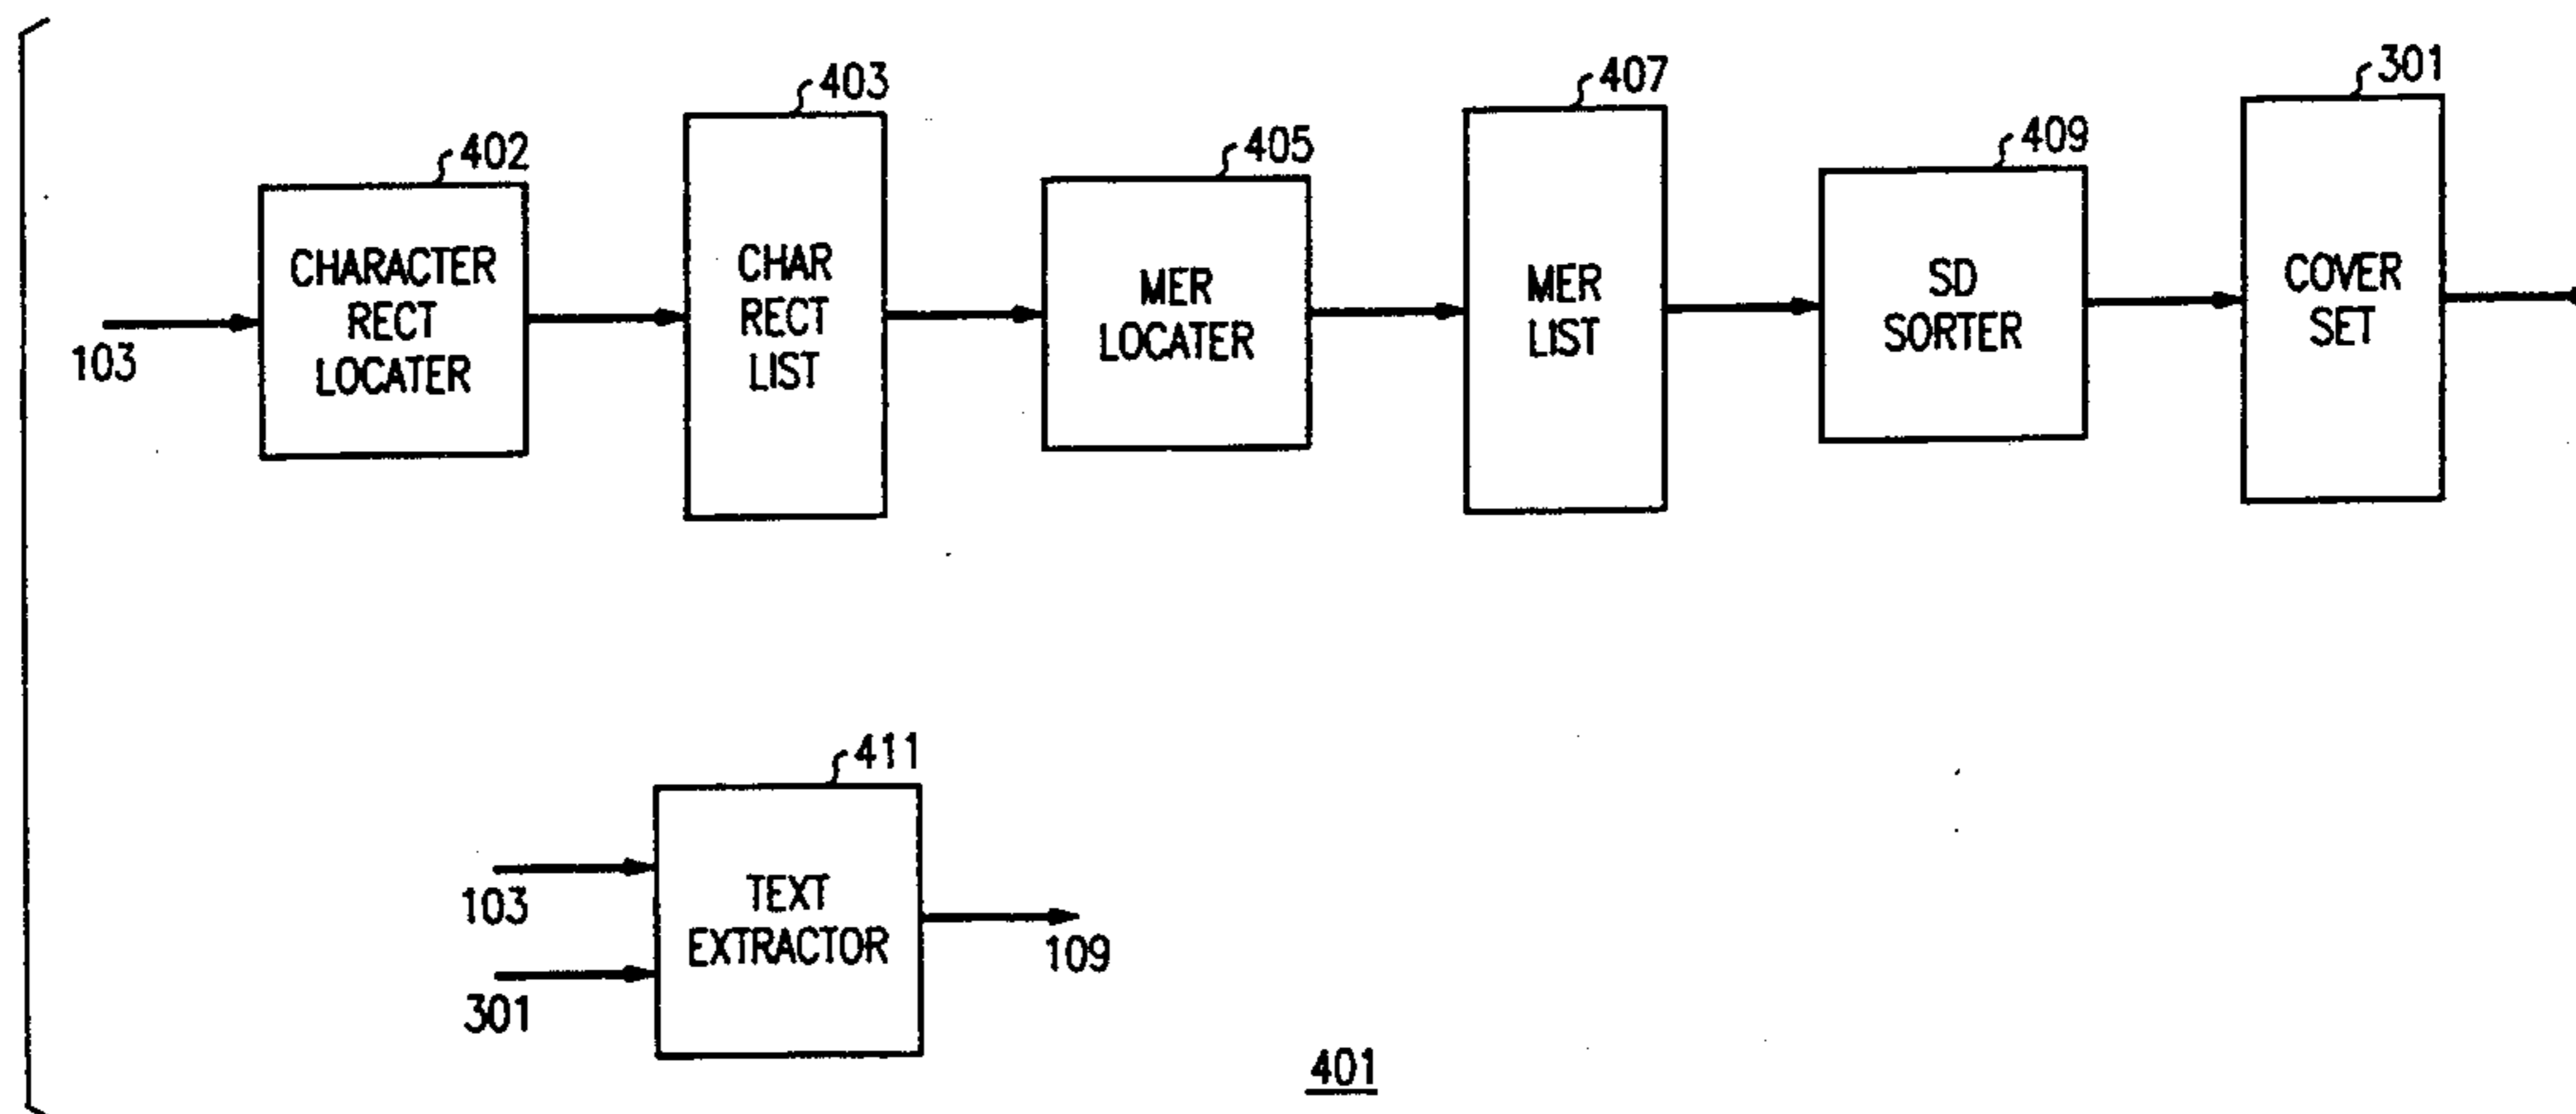 402
403
405
407
409
301
103
CHARACTER
RECT
LOCATER
CHAR
RECT
LIST
MER
LOCATER
MER
LIST
SD
SORTER
COVER
SET
411
103
301
TEXT
EXTRACTOR
109
401